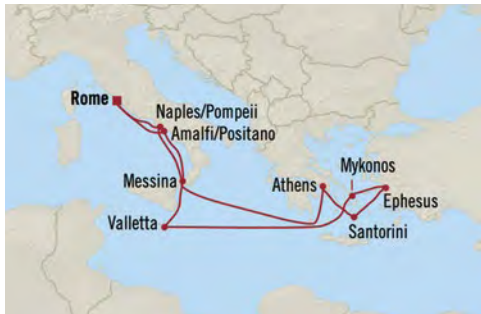 Rome
Naples/Pompeii
Amalfi/Positano
Messina
Athens
Mykonos
Ephesus
Valletta
Santorini